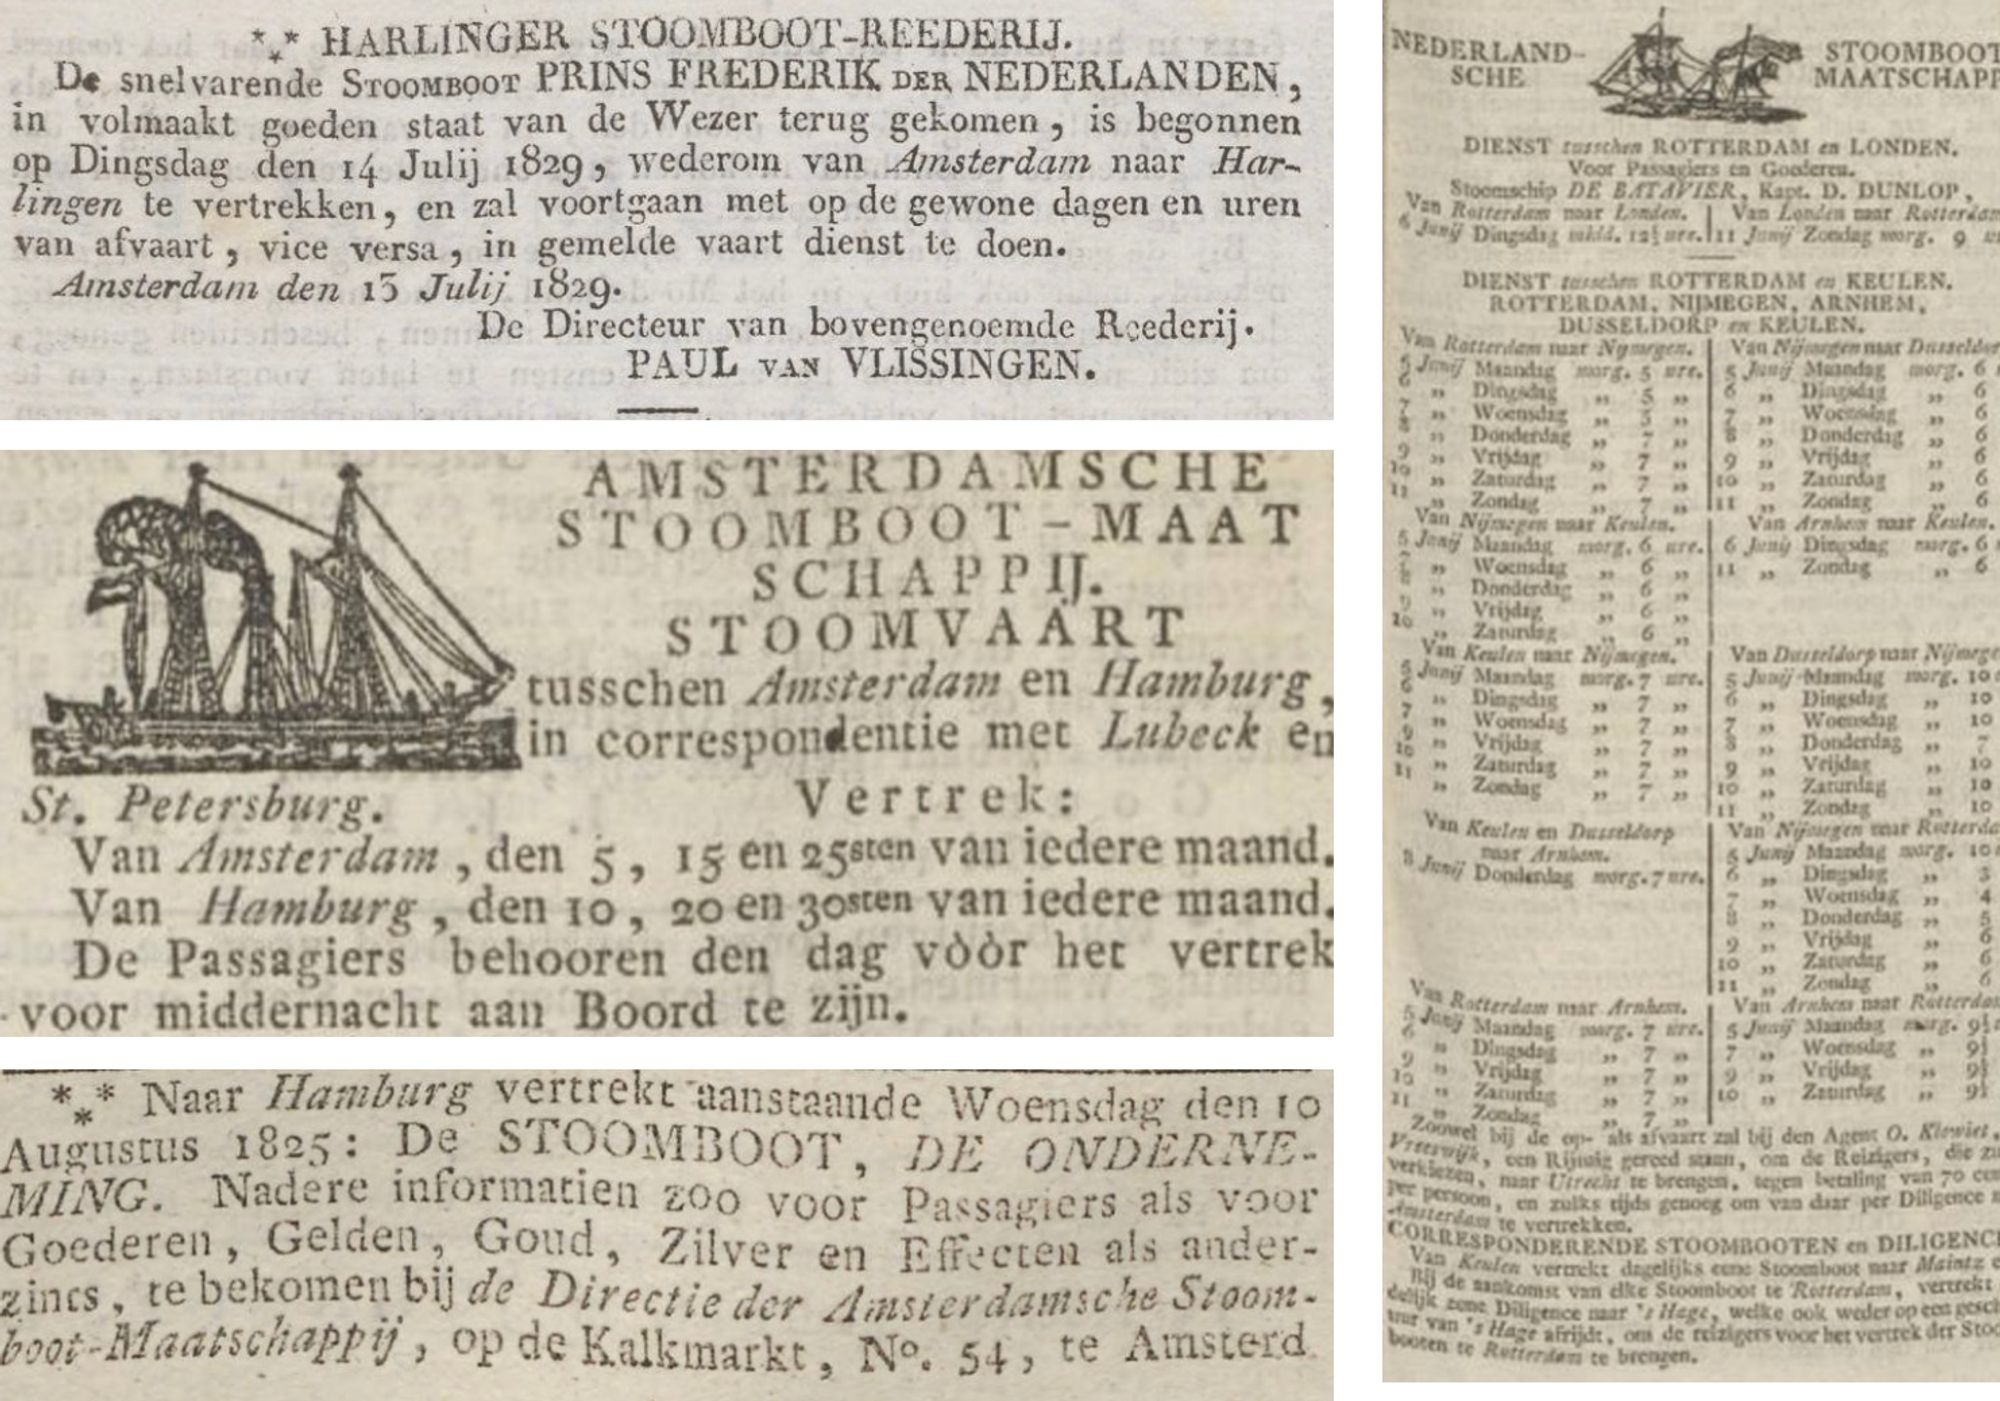 *** HARLINGER STOOMBOOT-REEDERIJ.
De snelvarende STOOMBOOT PRINS FREDERIK DER NEDERLANDEN,
in volmaakt goeden staat van de Wezer terug gekomen, is begonnen
op Dingsdag den 14 Julij 1829, wederom van Amsterdam naar Har-
lingen te vertrekken, en zal voortgaan met op de gewone dagen en uren
van afvaart, vice versa, in gemelde vaart dienst te doen.
Amsterdam den 13 Julij 1829.
De Directeur van bovengenoemde Reederij.
PAUL VAN VLISSINGEN.
AMSTERDAMSCHE
STOOMBOOT-MAAT
SCHAPPIJ.
STOOMVAART
tusschen Amsterdam en Hamburg,
in correspondentie met Lubeck en
St. Petersburg. Vertrek:
Van Amsterdam, den 5, 15 en 25sten van iedere maand.
Van Hamburg, den 10, 20 en 30sten van iedere maand.
De Passagiers behooren den dag vòòr het vertrek
voor middernacht aan Boord te zijn.
*** Naar Hamburg vertrekt aanstaande Woensdag den 10
Augustus 1825: De STOOMBOOT, DE ONDERNE-
MING. Nadere informatien zoo voor Passagiers als voor
Goederen, Gelden, Goud, Zilver en Effecten als ander-
zints, te bekomen bij de Directie der Amsterdamsche Stoom-
boot-Maatschappij, op de Kalkmarkt, No. 54, te Amsterd
NEDERLAND- STOOMBOOT
SCHE MAATSCHAPP
DIENST tusschen ROTTERDAM en LONDEN.
Voor Passagiers en Goederen.
Stoomschip DE BATAVIER, Kapt. D. DUNLOP,
Van Rotterdam naar Londen. | Van Londen naar Rotterdam
6 Junij Dingsdag midd. 12½ ure. | 11 Junij Zondag morg. 9
DIENST tusschen ROTTERDAM en KEULEN.
ROTTERDAM, NIJMEGEN, ARNHEM,
DUSSELDORP en KEULEN.
Van Rotterdam naar Nymegen. | Van Nijmegen naar Dusseldor
5 Junij Maandag morg. 5 ure. | 5 Junij Maandag morg. 6
6 „ Dingsdag „ 5 „ | 6 „ Dingsdag „ 6
7 „ Woensdag „ 5 „ | 7 „ Woensdag „ 6
8 „ Donderdag „ 7 „ | 8 „ Donderdag „ 6
9 „ Vrijdag „ 7 „ | 9 „ Vrijdag „ 6
10 „ Zaturdag „ 7 „ | 10 „ Zaturdag „ 6
11 „ Zondag „ 7 „ | 11 „ Zondag „ 6
Van Nijmegen naar Keulen. | Van Arnhem naar Keulen.
5 Junij Maandag morg. 6 ure. | 6 Junij Dingsdag morg. 6
7 „ Woensdag „ 6 „ | 11 „ Zondag „ 6
8 „ Donderdag „ 6 „
9 „ Vrijdag „ 6 „
10 „ Zaturdag „ 6 „
Van Keulen naar Nijmegen. | Van Dusseldorp naar Nijmege
5 Junij Maandag morg. 7 ure. | 5 Junij Maandag morg. 10
6 „ Dingsdag „ 7 „ | 6 „ Dingsdag „ 10
7 „ Woensdag „ 7 „ | 7 „ Woensdag „ 10
9 „ Vrijdag „ 7 „ | 8 „ Donderdag „ 7
10 „ Zaturdag „ 7 „ | 9 „ Vrijdag „ 10
11 „ Zondag „ 7 „ | 10 „ Zaturdag „ 10
11 „ Zondag „ 10
Van Keulen en Dusseldorp | Van Nijmegen naar Rotterda
naar Arnhem. | 5 Junij Maandag morg. 10
8 Junij Donderdag morg. 7 ure. | 6 „ Dingsdag „ 3
7 „ Woensdag „ 4
8 „ Donderdag „ 5
9 „ Vrijdag „ 6
10 „ Zaturdag „ 6
11 „ Zondag „ 6
Van Rotterdam naar Arnhem. | Van Arnhem naar Rotterdam
5 Junij Maandag morg. 7 ure. | 5 Junij Maandag morg. 9½
6 „ Dingsdag „ 7 „ | 7 „ Woensdag „ 9½
9 „ Vrijdag „ 7 „ | 9 „ Vrijdag „ 9½
10 „ Zaturdag „ 7 „ | 10 „ Zaturdag „ 9½
11 „ Zondag „ 7 „
Zoowel bij de op- als afvaart zal bij den Agent O. Klewiet,
Vreeswijk, een Rijtuig gereed staan, om de Reizigers, die zu
verkiezen, naar Utrecht te brengen, tegen betaling van 70 cen
per persoon, en zulks tijds genoeg om van daar per Diligence
Amsterdam te vertrekken.
CORRESPONDERENDE STOOMBOOTEN en DILIGENC
Van Keulen vertrekt dagelijks eene Stoomboot naar Maintz
Bij de aankomst van elke Stoomboot te Rotterdam, vertrekt
delijk eene Diligence naar 's Hage, welke ook weder op een gesch
uur van 's Hage afrijdt, om de reizigers voor het vertrek der Stoo
booten te Rotterdam te brengen.